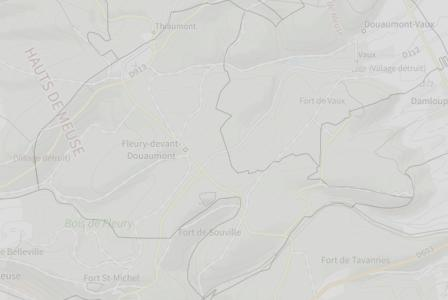 Thiaumont
Douaumont-Vaux
D913
D112
Vaux
(Village détruit)
HAUTS DE MEUSE
Fort de Vaux
Damloup
Fleury-devant-
Douaumont
(Village détruit)
Bois de Fleury
Fort de Souville
Belleville
Fort de Tavannes
D603
Fort St-Michel